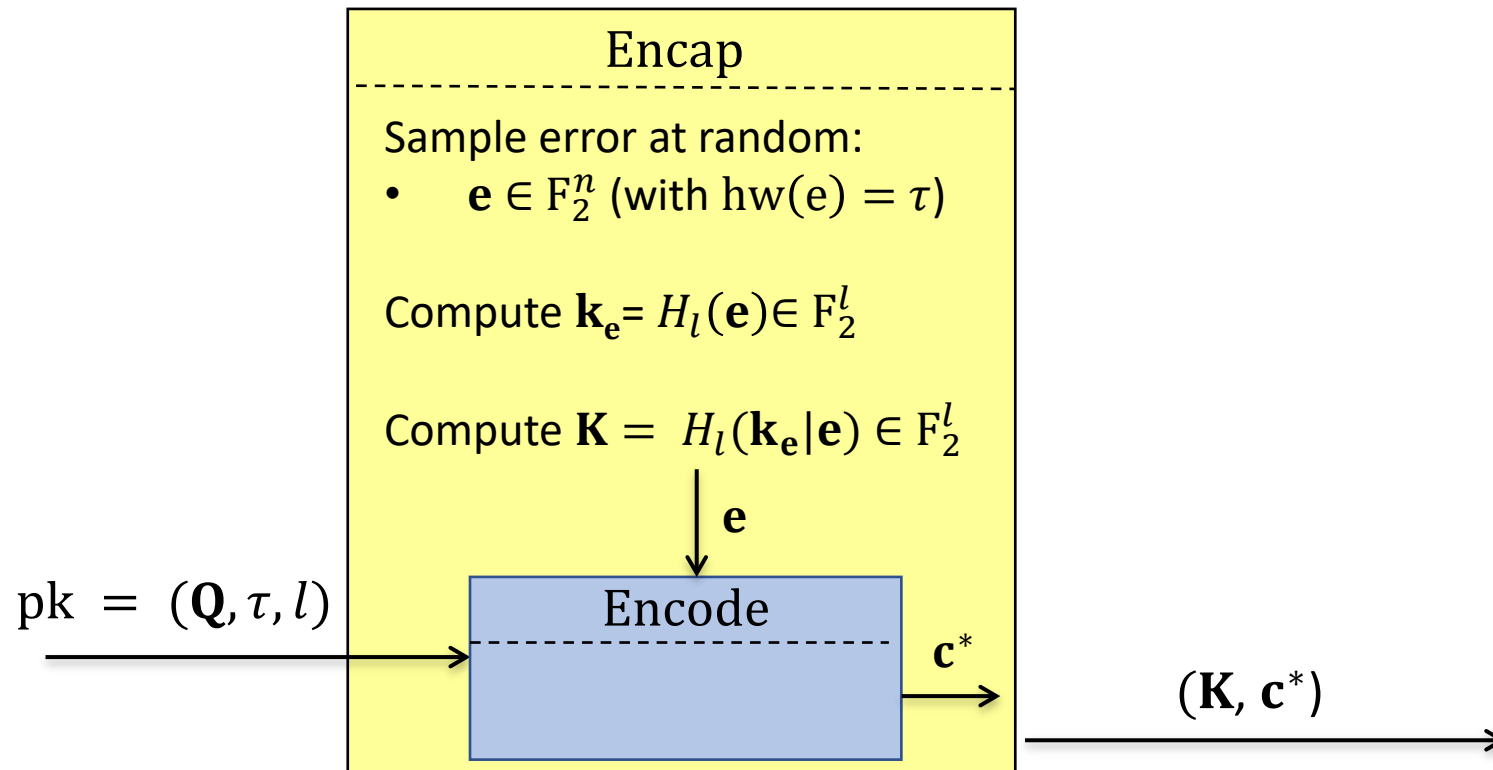 Encap
Sample error at random:
• 𝐞 ∈ F₂ⁿ (with hw(e) = 𝜏)
Compute 𝐤ₑ= 𝐻ₗ(𝐞)∈ F₂ˡ
Compute 𝐊 = 𝐻ₗ(𝐤ₑ|𝐞) ∈ F₂ˡ
𝐞
pk = (𝐐, 𝜏, 𝑙)
Encode
𝐜*
(𝐊, 𝐜*)